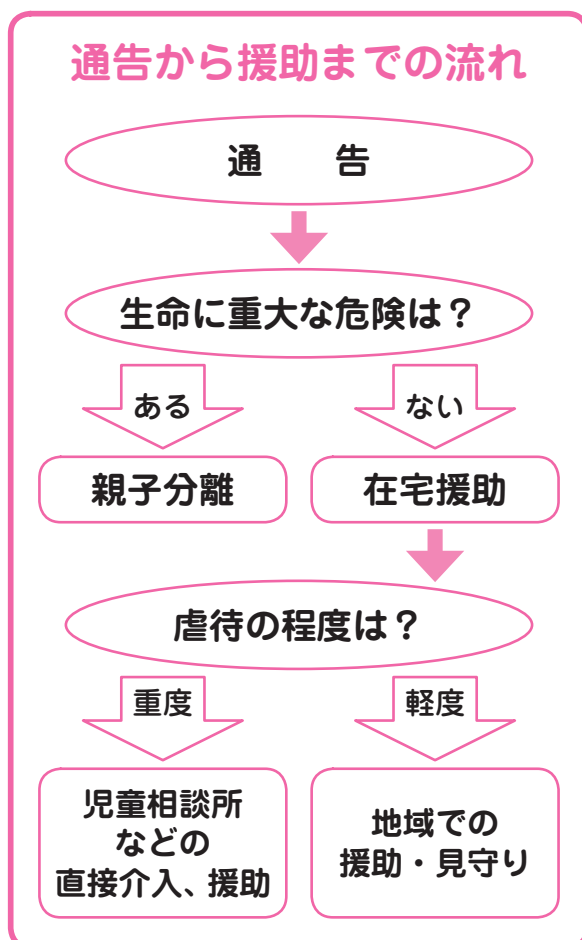 通告から援助までの流れ
通　　告
生命に重大な危険は？
ある
ない
親子分離
在宅援助
虐待の程度は？
重度
軽度
児童相談所
などの
直接介入、援助
地域での
援助・見守り